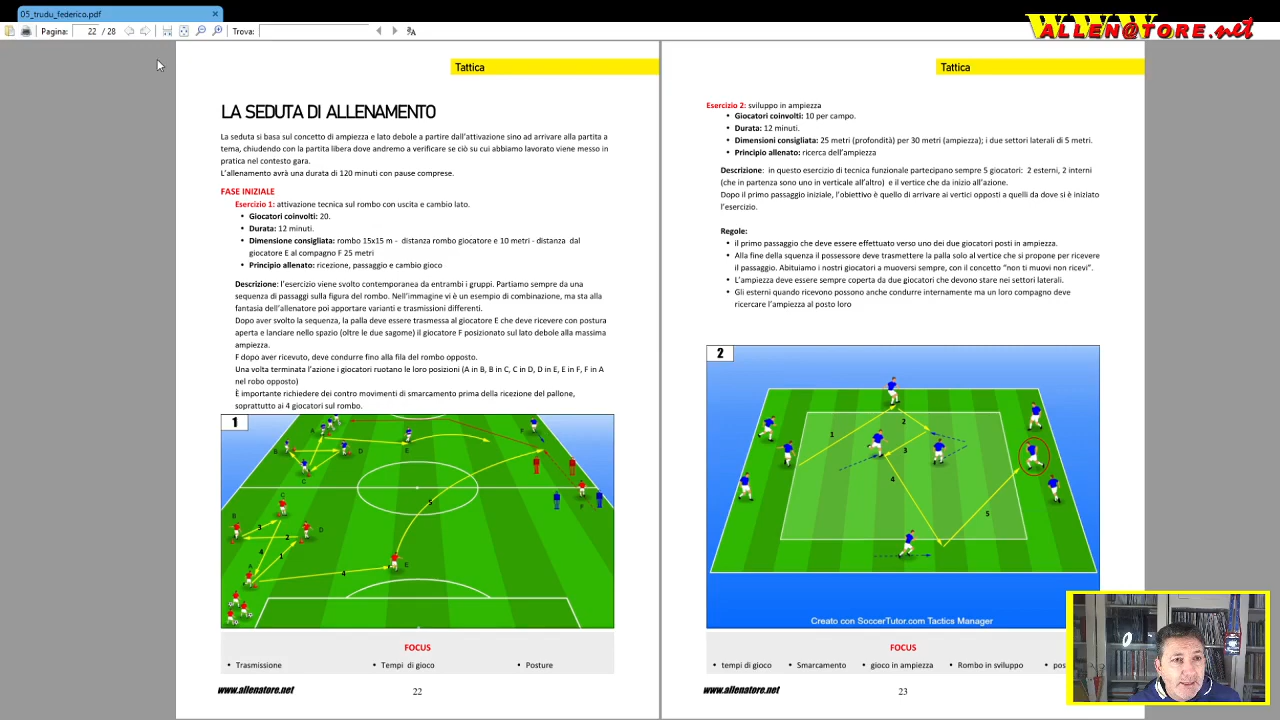 05_trudu_federico.pdf
Pagina: 22 / 28 Trova:
WWW
ALLEN@TORE.net
Tattica
LA SEDUTA DI ALLENAMENTO
La seduta si basa sul concetto di ampiezza e lato debole a partire dall'attivazione sino ad arrivare alla partita a
tema, chiudendo con la partita libera dove andremo a verificare se ciò su cui abbiamo lavorato viene messo in
pratica nel contesto gara.
L'allenamento avrà una durata di 120 minuti con pause comprese.
FASE INIZIALE
Esercizio 1: attivazione tecnica sul rombo con uscita e cambio lato.
• Giocatori coinvolti: 20.
• Durata: 12 minuti.
• Dimensione consigliata: rombo 15x15 m - distanza rombo giocatore e 10 metri - distanza dal
giocatore E al compagno F 25 metri
• Principio allenato: ricezione, passaggio e cambio gioco
Descrizione: l'esercizio viene svolto contemporanea da entrambi i gruppi. Partiamo sempre da una
sequenza di passaggi sulla figura del rombo. Nell'immagine vi è un esempio di combinazione, ma sta alla
fantasia dell'allenatore poi apportare varianti e trasmissioni differenti.
Dopo aver svolto la sequenza, la palla deve essere trasmessa al giocatore E che deve ricevere con postura
aperta e lanciare nello spazio (oltre le due sagome) il giocatore F posizionato sul lato debole alla massima
ampiezza.
F dopo aver ricevuto, deve condurre fino alla fila del rombo opposto.
Una volta terminata l'azione i giocatori ruotano le loro posizioni (A in B, B in C, C in D, D in E, E in F, F in A
nel robo opposto)
È importante richiedere dei contro movimenti di smarcamento prima della ricezione del pallone,
soprattutto ai 4 giocatori sul rombo.
1
A
B
D
C
E
F
C
B
D
A
E
F
3
2
4
1
4
5
FOCUS
• Trasmissione • Tempi di gioco • Posture
www.allenatore.net 22
Tattica
Esercizio 2: sviluppo in ampiezza
• Giocatori coinvolti: 10 per campo.
• Durata: 12 minuti.
• Dimensioni consigliata: 25 metri (profondità) per 30 metri (ampiezza); i due settori laterali di 5 metri.
• Principio allenato: ricerca dell'ampiezza
Descrizione: in questo esercizio di tecnica funzionale partecipano sempre 5 giocatori: 2 esterni, 2 interni
(che in partenza sono uno in verticale all'altro) e il vertice che da inizio all'azione.
Dopo il primo passaggio iniziale, l'obiettivo è quello di arrivare ai vertici opposti a quelli da dove si è iniziato
l'esercizio.
Regole:
• il primo passaggio che deve essere effettuato verso uno dei due giocatori posti in ampiezza.
• Alla fine della squenza il possessore deve trasmettere la palla solo al vertice che si propone per ricevere
il passaggio. Abituiamo i nostri giocatori a muoversi sempre, con il concetto "non ti muovi non ricevi".
• L'ampiezza deve essere sempre coperta da due giocatori che devono stare nei settori laterali.
• Gli esterni quando ricevono possono anche condurre internamente ma un loro compagno deve
ricercare l'ampiezza al posto loro
2
1
2
3
4
5
Creato con SoccerTutor.com Tactics Manager
FOCUS
• tempi di gioco • Smarcamento • gioco in ampiezza • Rombo in sviluppo • pos
www.allenatore.net 23